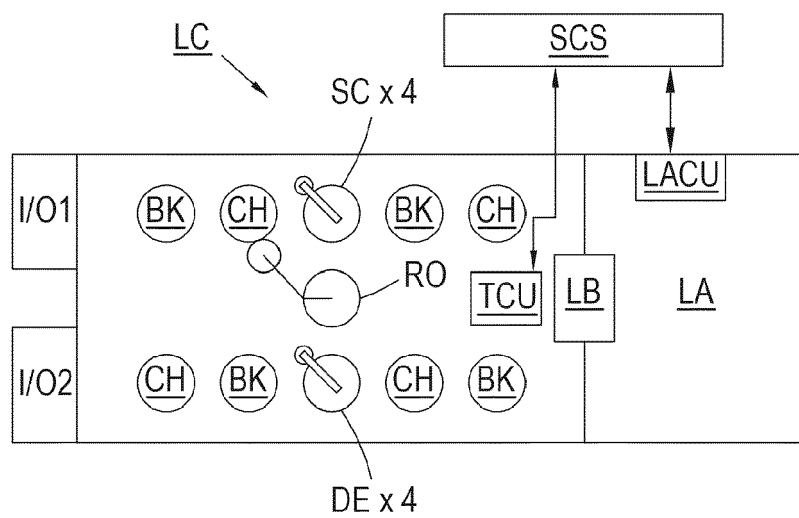 LC
SCS
SC x 4
I/O1
BK
CH
BK
CH
LACU
RO
TCU
LB
LA
I/O2
CH
BK
CH
BK
DE x 4